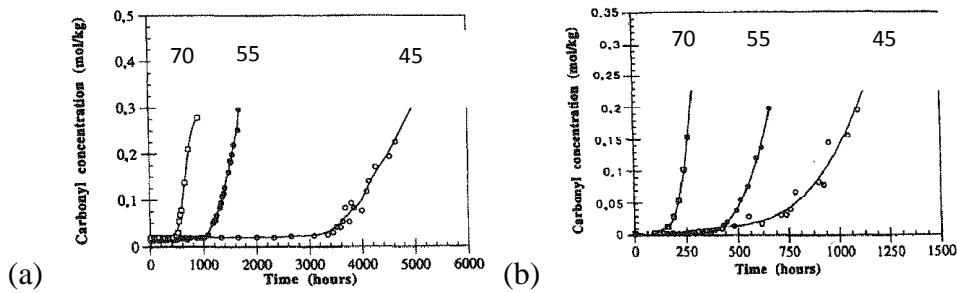 (a)
Carbonyl concentration (mol/kg)
0,5
0,4
0,3
0,2
0,1
0
70
55
45
0 1000 2000 3000 4000 5000 6000
Time (hours)
(b)
Carbonyl concentration (mol/kg)
0,35
0,3
0,25
0,2
0,15
0,1
0,05
0
70
55
45
0 250 500 750 1000 1250 1500
Time (hours)